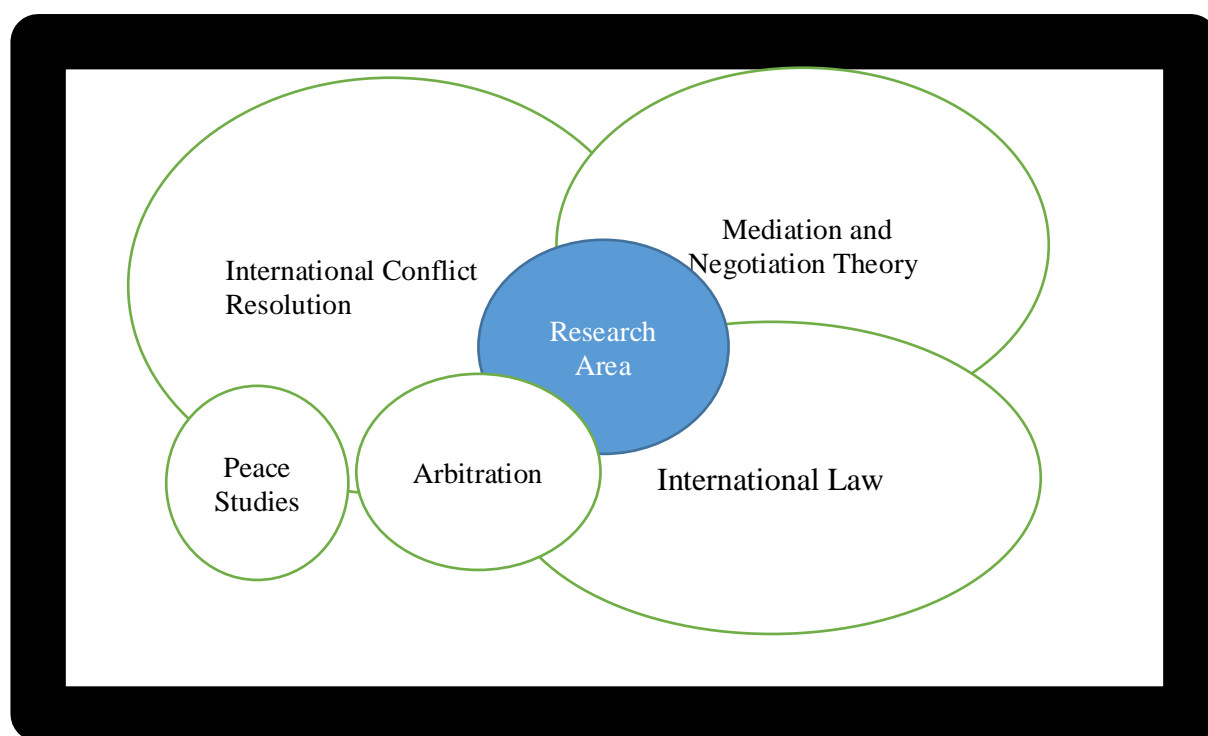 Mediation and
Negotiation Theory
International Conflict
Resolution
Research
Area
Peace
Studies
Arbitration
International Law